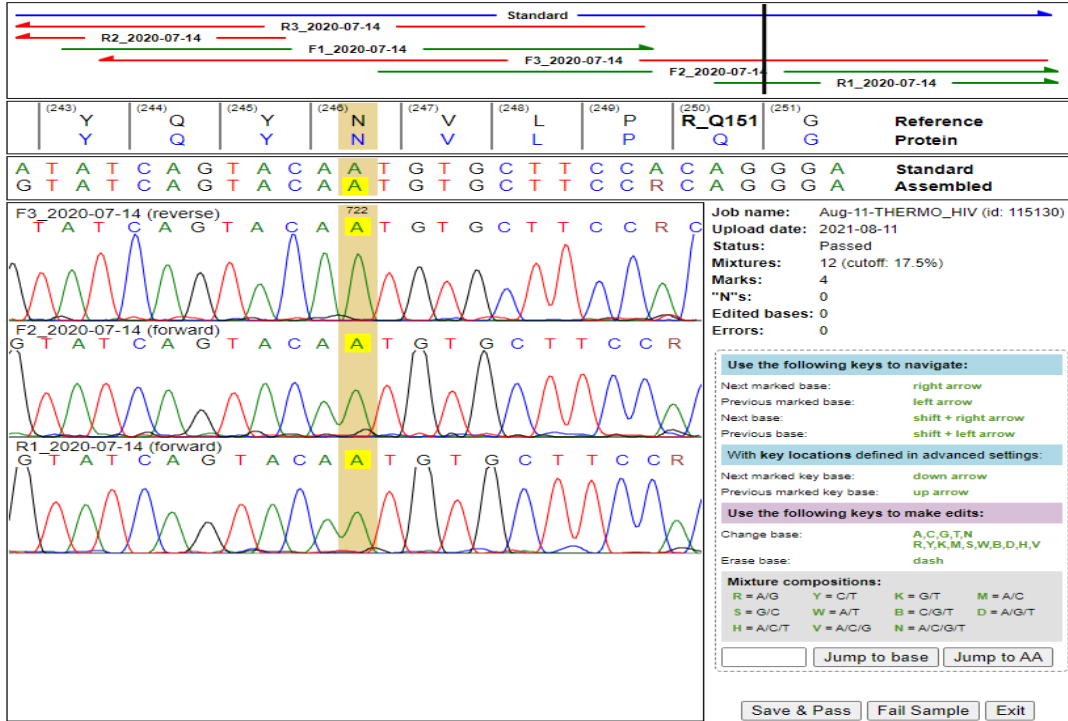 Standard
R3_2020-07-14
R2_2020-07-14
F1_2020-07-14
F3_2020-07-14
F2_2020-07-14
R1_2020-07-14
(243) (244) (245) (246) (247) (248) (249) (250) (251)
Y Q Y N V L P R_Q151 G Reference
Y Q Y N V L P Q G Protein
A T A T C A G T A C A A T G T G C T T C C A C A G G G A Standard
G T A T C A G T A C A A T G T G C T T C C R C A G G G A Assembled
F3_2020-07-14 (reverse) 722
T A T C A G T A C A A T G T G C T T C C R C
F2_2020-07-14 (forward)
G T A T C A G T A C A A T G T G C T T C C R
R1_2020-07-14 (forward)
G T A T C A G T A C A A T G T G C T T C C R
Job name: Aug-11-THERMO_HIV (id: 115130)
Upload date: 2021-08-11
Status: Passed
Mixtures: 12 (cutoff: 17.5%)
Marks: 4
"N"s: 0
Edited bases: 0
Errors: 0
Use the following keys to navigate:
Next marked base: right arrow
Previous marked base: left arrow
Next base: shift + right arrow
Previous base: shift + left arrow
With key locations defined in advanced settings:
Next marked key base: down arrow
Previous marked key base: up arrow
Use the following keys to make edits:
Change base: A,C,G,T,N
R,Y,K,M,S,W,B,D,H,V
Erase base: dash
Mixture compositions:
R = A/G Y = C/T K = G/T M = A/C
S = G/C W = A/T B = C/G/T D = A/G/T
H = A/C/T V = A/C/G N = A/C/G/T
Jump to base Jump to AA
Save & Pass Fail Sample Exit